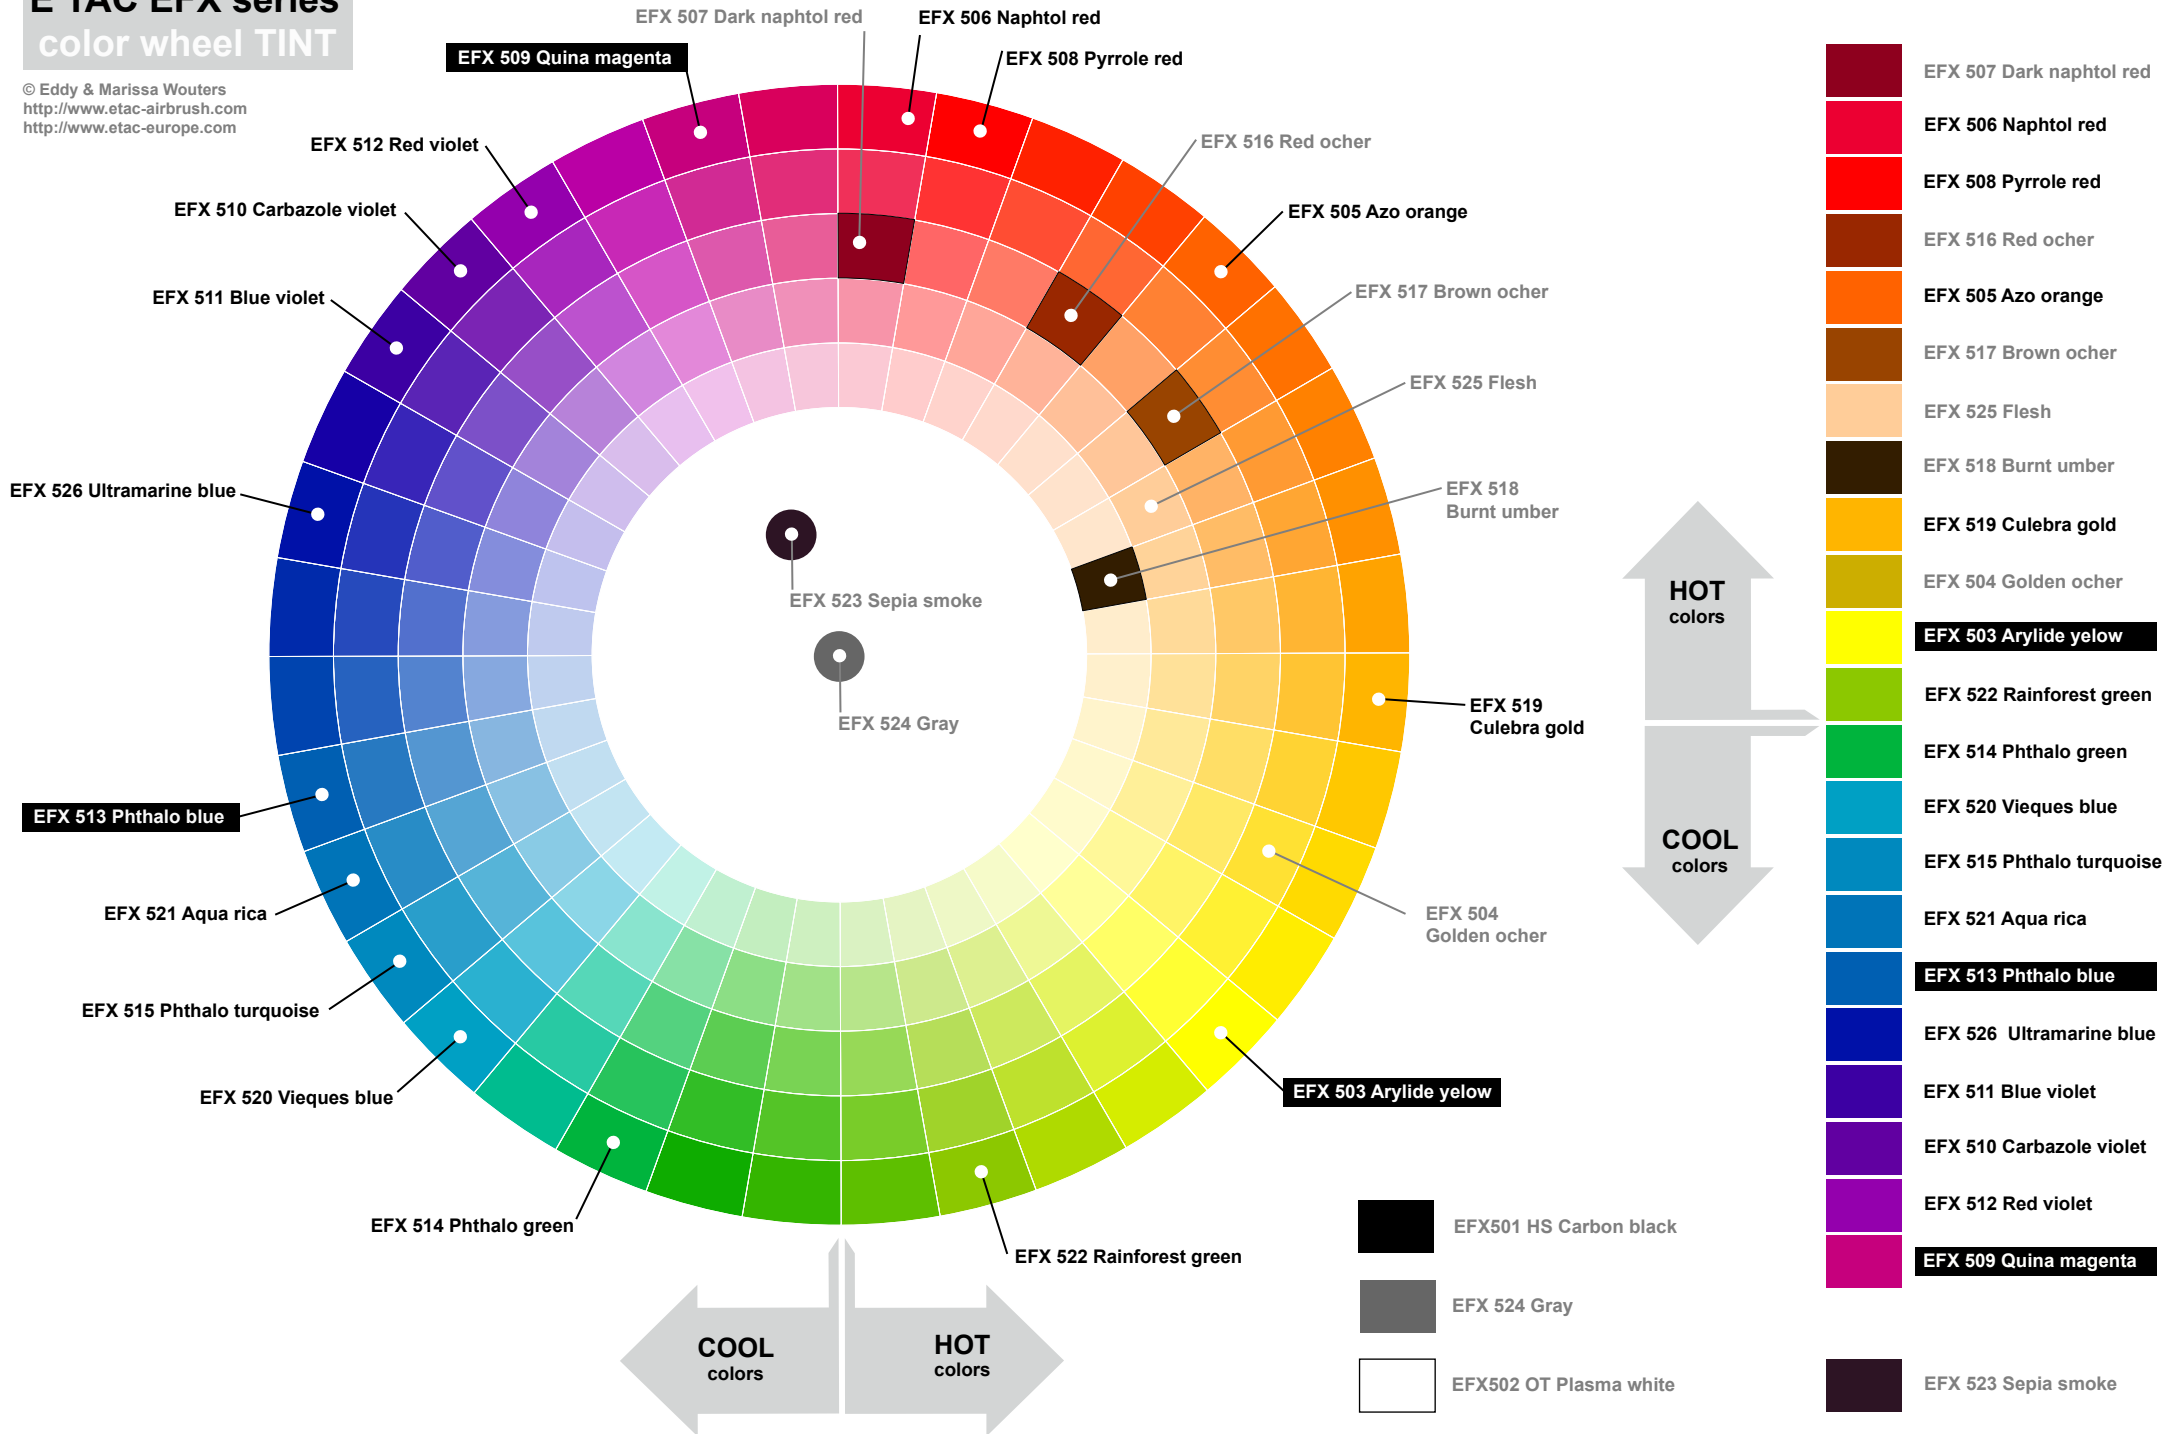 E TAC EFX series
color wheel TINT
© Eddy & Marissa Wouters
http://www.etac-airbrush.com
http://www.etac-europe.com
EFX 507 Dark naphtol red
EFX 506 Naphtol red
EFX 509 Quina magenta
EFX 508 Pyrrole red
EFX 512 Red violet
EFX 516 Red ocher
EFX 510 Carbazole violet
EFX 505 Azo orange
EFX 511 Blue violet
EFX 517 Brown ocher
EFX 525 Flesh
EFX 526 Ultramarine blue
EFX 518
Burnt umber
EFX 523 Sepia smoke
EFX 524 Gray
EFX 519
Culebra gold
EFX 513 Phthalo blue
EFX 521 Aqua rica
EFX 504
Golden ocher
EFX 515 Phthalo turquoise
EFX 520 Vieques blue
EFX 503 Arylide yelow
EFX 514 Phthalo green
EFX 522 Rainforest green
COOL
colors
HOT
colors
EFX501 HS Carbon black
EFX 524 Gray
EFX502 OT Plasma white
HOT
colors
COOL
colors
EFX 507 Dark naphtol red
EFX 506 Naphtol red
EFX 508 Pyrrole red
EFX 516 Red ocher
EFX 505 Azo orange
EFX 517 Brown ocher
EFX 525 Flesh
EFX 518 Burnt umber
EFX 519 Culebra gold
EFX 504 Golden ocher
EFX 503 Arylide yelow
EFX 522 Rainforest green
EFX 514 Phthalo green
EFX 520 Vieques blue
EFX 515 Phthalo turquoise
EFX 521 Aqua rica
EFX 513 Phthalo blue
EFX 526 Ultramarine blue
EFX 511 Blue violet
EFX 510 Carbazole violet
EFX 512 Red violet
EFX 509 Quina magenta
EFX 523 Sepia smoke